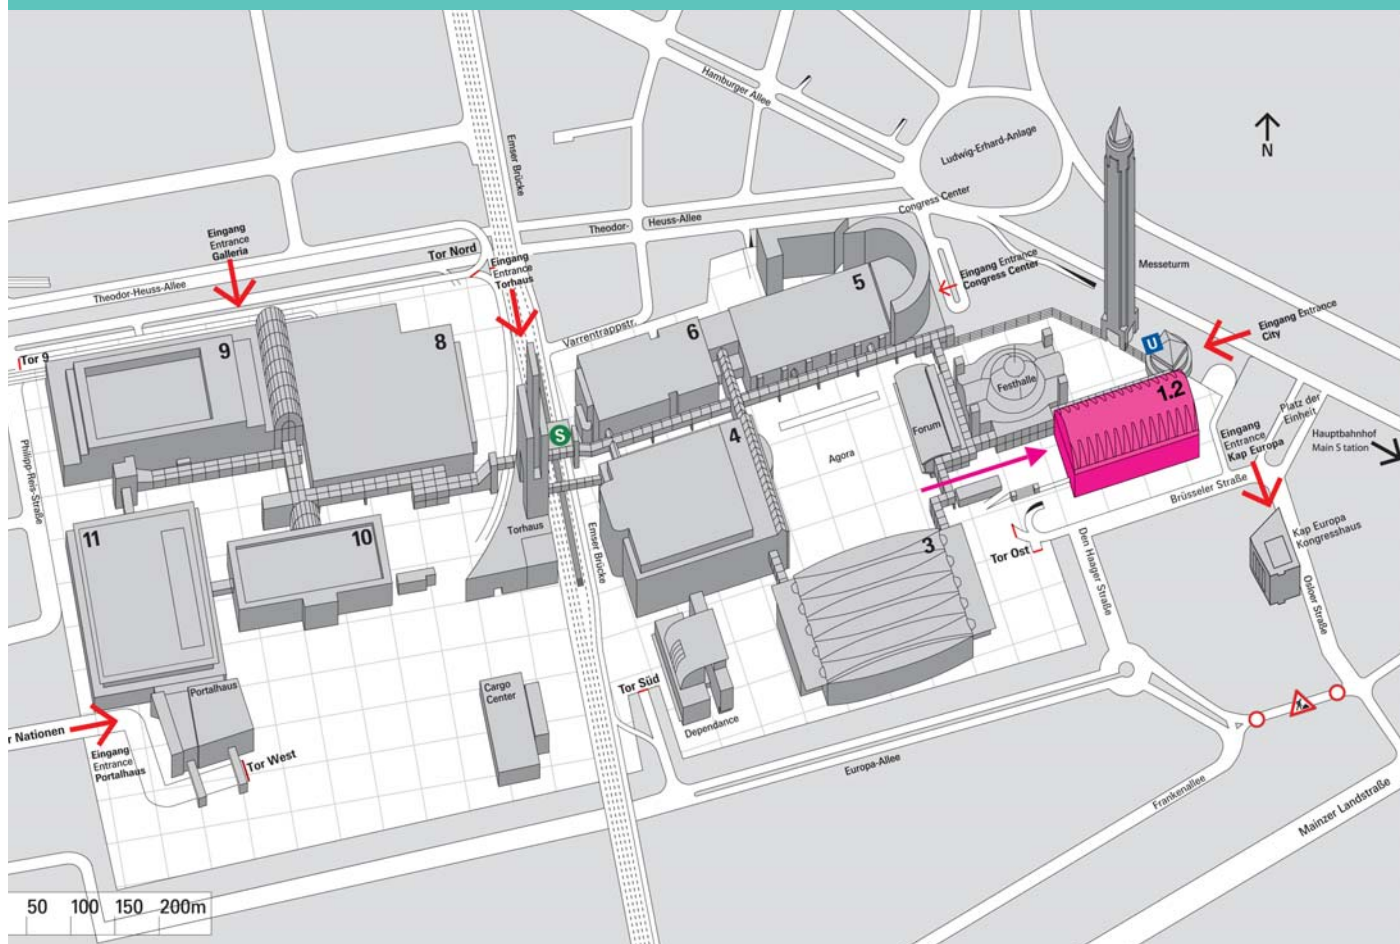 Hamburger Allee
Ludwig-Erhard-Anlage
N
Emser Brücke
Congress Center
Theodor-
Heuss-Allee
Eingang
Entrance
Galleria
Tor Nord
Eingang
Entrance
Torhaus
Eingang Entrance
Congress Center
Messeturm
Theodor-Heuss-Allee
5
Eingang Entrance
City
Varrentrappstr.
6
8
9
U
Tor 9
Festhalle
1.2
Platz der
Einheit
Forum
4
S
Agora
Eingang
Entrance
Kap Europa
Hauptbahnhof
Main S tation
Philipp-Reis-Straße
Brüsseler Straße
Torhaus
Emser Brücke
11
10
3
Tor Ost
Den Haager Straße
Kap Europa
Kongresshaus
Osloer Straße
Portalhaus
Cargo
Center
Tor Süd
Dependance
r Nationen
Eingang
Entrance
Portalhaus
Tor West
Europa-Allee
Frankenallee
Mainzer Landstraße
50 100 150 200m